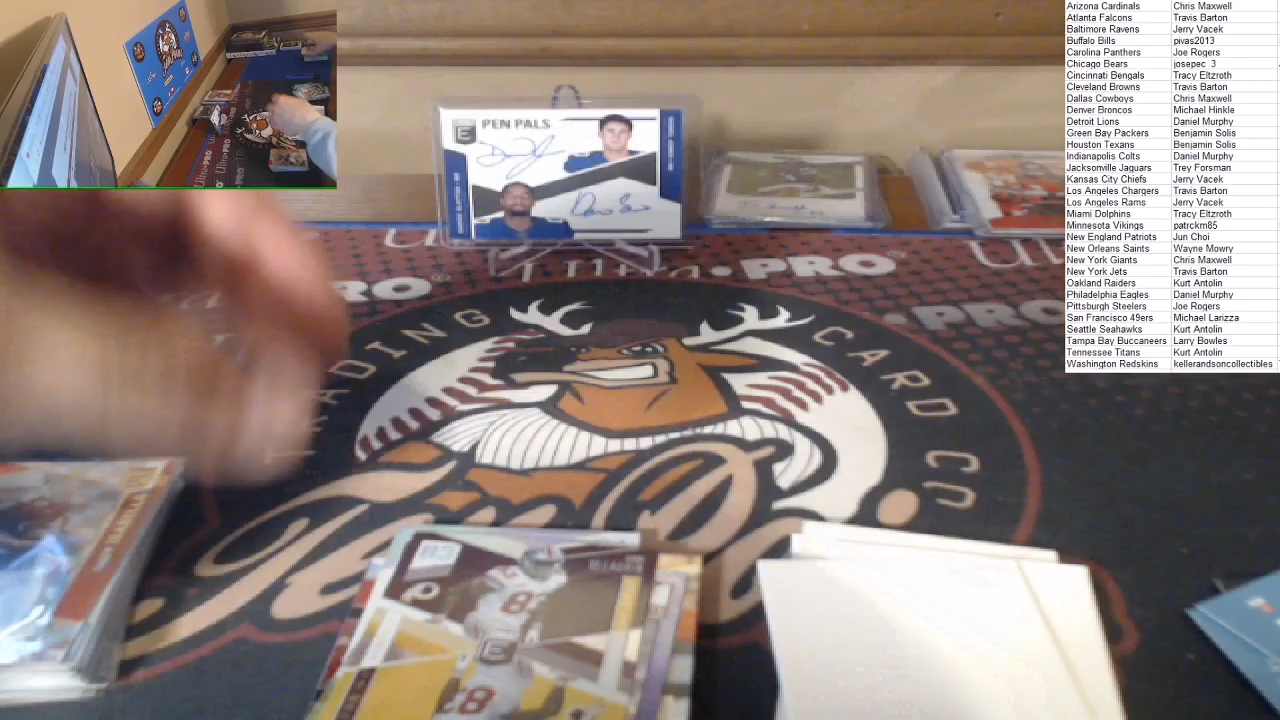 Arizona Cardinals Chris Maxwell
Atlanta Falcons Travis Barton
Baltimore Ravens Jerry Vacek
Buffalo Bills pivas2013
Carolina Panthers Joe Rogers
Chicago Bears josepec 3
Cincinnati Bengals Tracy Eltzroth
Cleveland Browns Travis Barton
Dallas Cowboys Chris Maxwell
Denver Broncos Michael Hinkle
Detroit Lions Daniel Murphy
Green Bay Packers Benjamin Solis
Houston Texans Benjamin Solis
Indianapolis Colts Daniel Murphy
Jacksonville Jaguars Trey Forsman
Kansas City Chiefs Jerry Vacek
Los Angeles Chargers Travis Barton
Los Angeles Rams Jerry Vacek
Miami Dolphins Tracy Eltzroth
Minnesota Vikings patrckm85
New England Patriots Jun Choi
New Orleans Saints Wayne Mowry
New York Giants Chris Maxwell
New York Jets Travis Barton
Oakland Raiders Kurt Antolin
Philadelphia Eagles Daniel Murphy
Pittsburgh Steelers Joe Rogers
San Francisco 49ers Michael Larizza
Seattle Seahawks Kurt Antolin
Tampa Bay Buccaneers Larry Bowles
Tennessee Titans Kurt Antolin
Washington Redskins kellerandsoncollectibles
E PEN PALS
Ultra•PRO
PRO
PRO
TRADING CARD CO
83